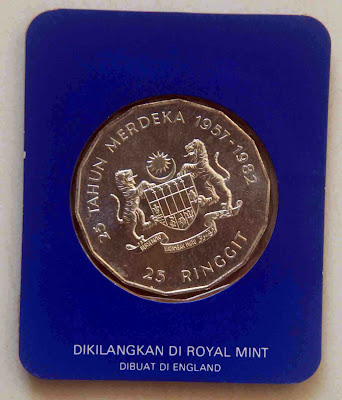 25 TAHUN MERDEKA 1957-1982
25 RINGGIT
DIKILANGKAN DI ROYAL MINT
DIBUAT DI ENGLAND